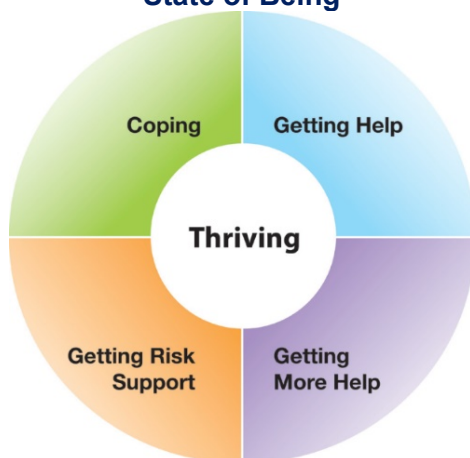 State of Being
Coping
Getting Help
Thriving
Getting Risk
Support
Getting
More Help